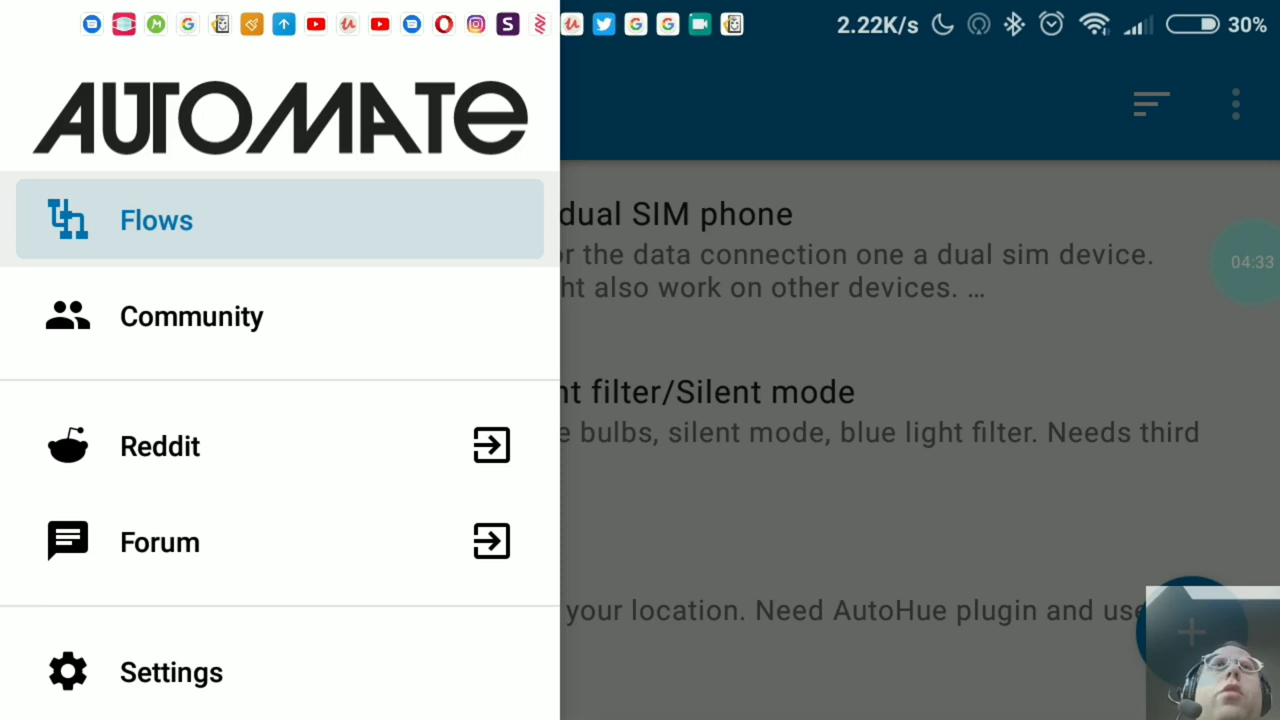 2.22K/s 30%
AUTOMATE
Flows
Community
Reddit
Forum
Settings
dual SIM phone
r the data connection one a dual sim device.
ht also work on other devices. …
04:33
nt filter/Silent mode
e bulbs, silent mode, blue light filter. Needs third
your location. Need AutoHue plugin and use